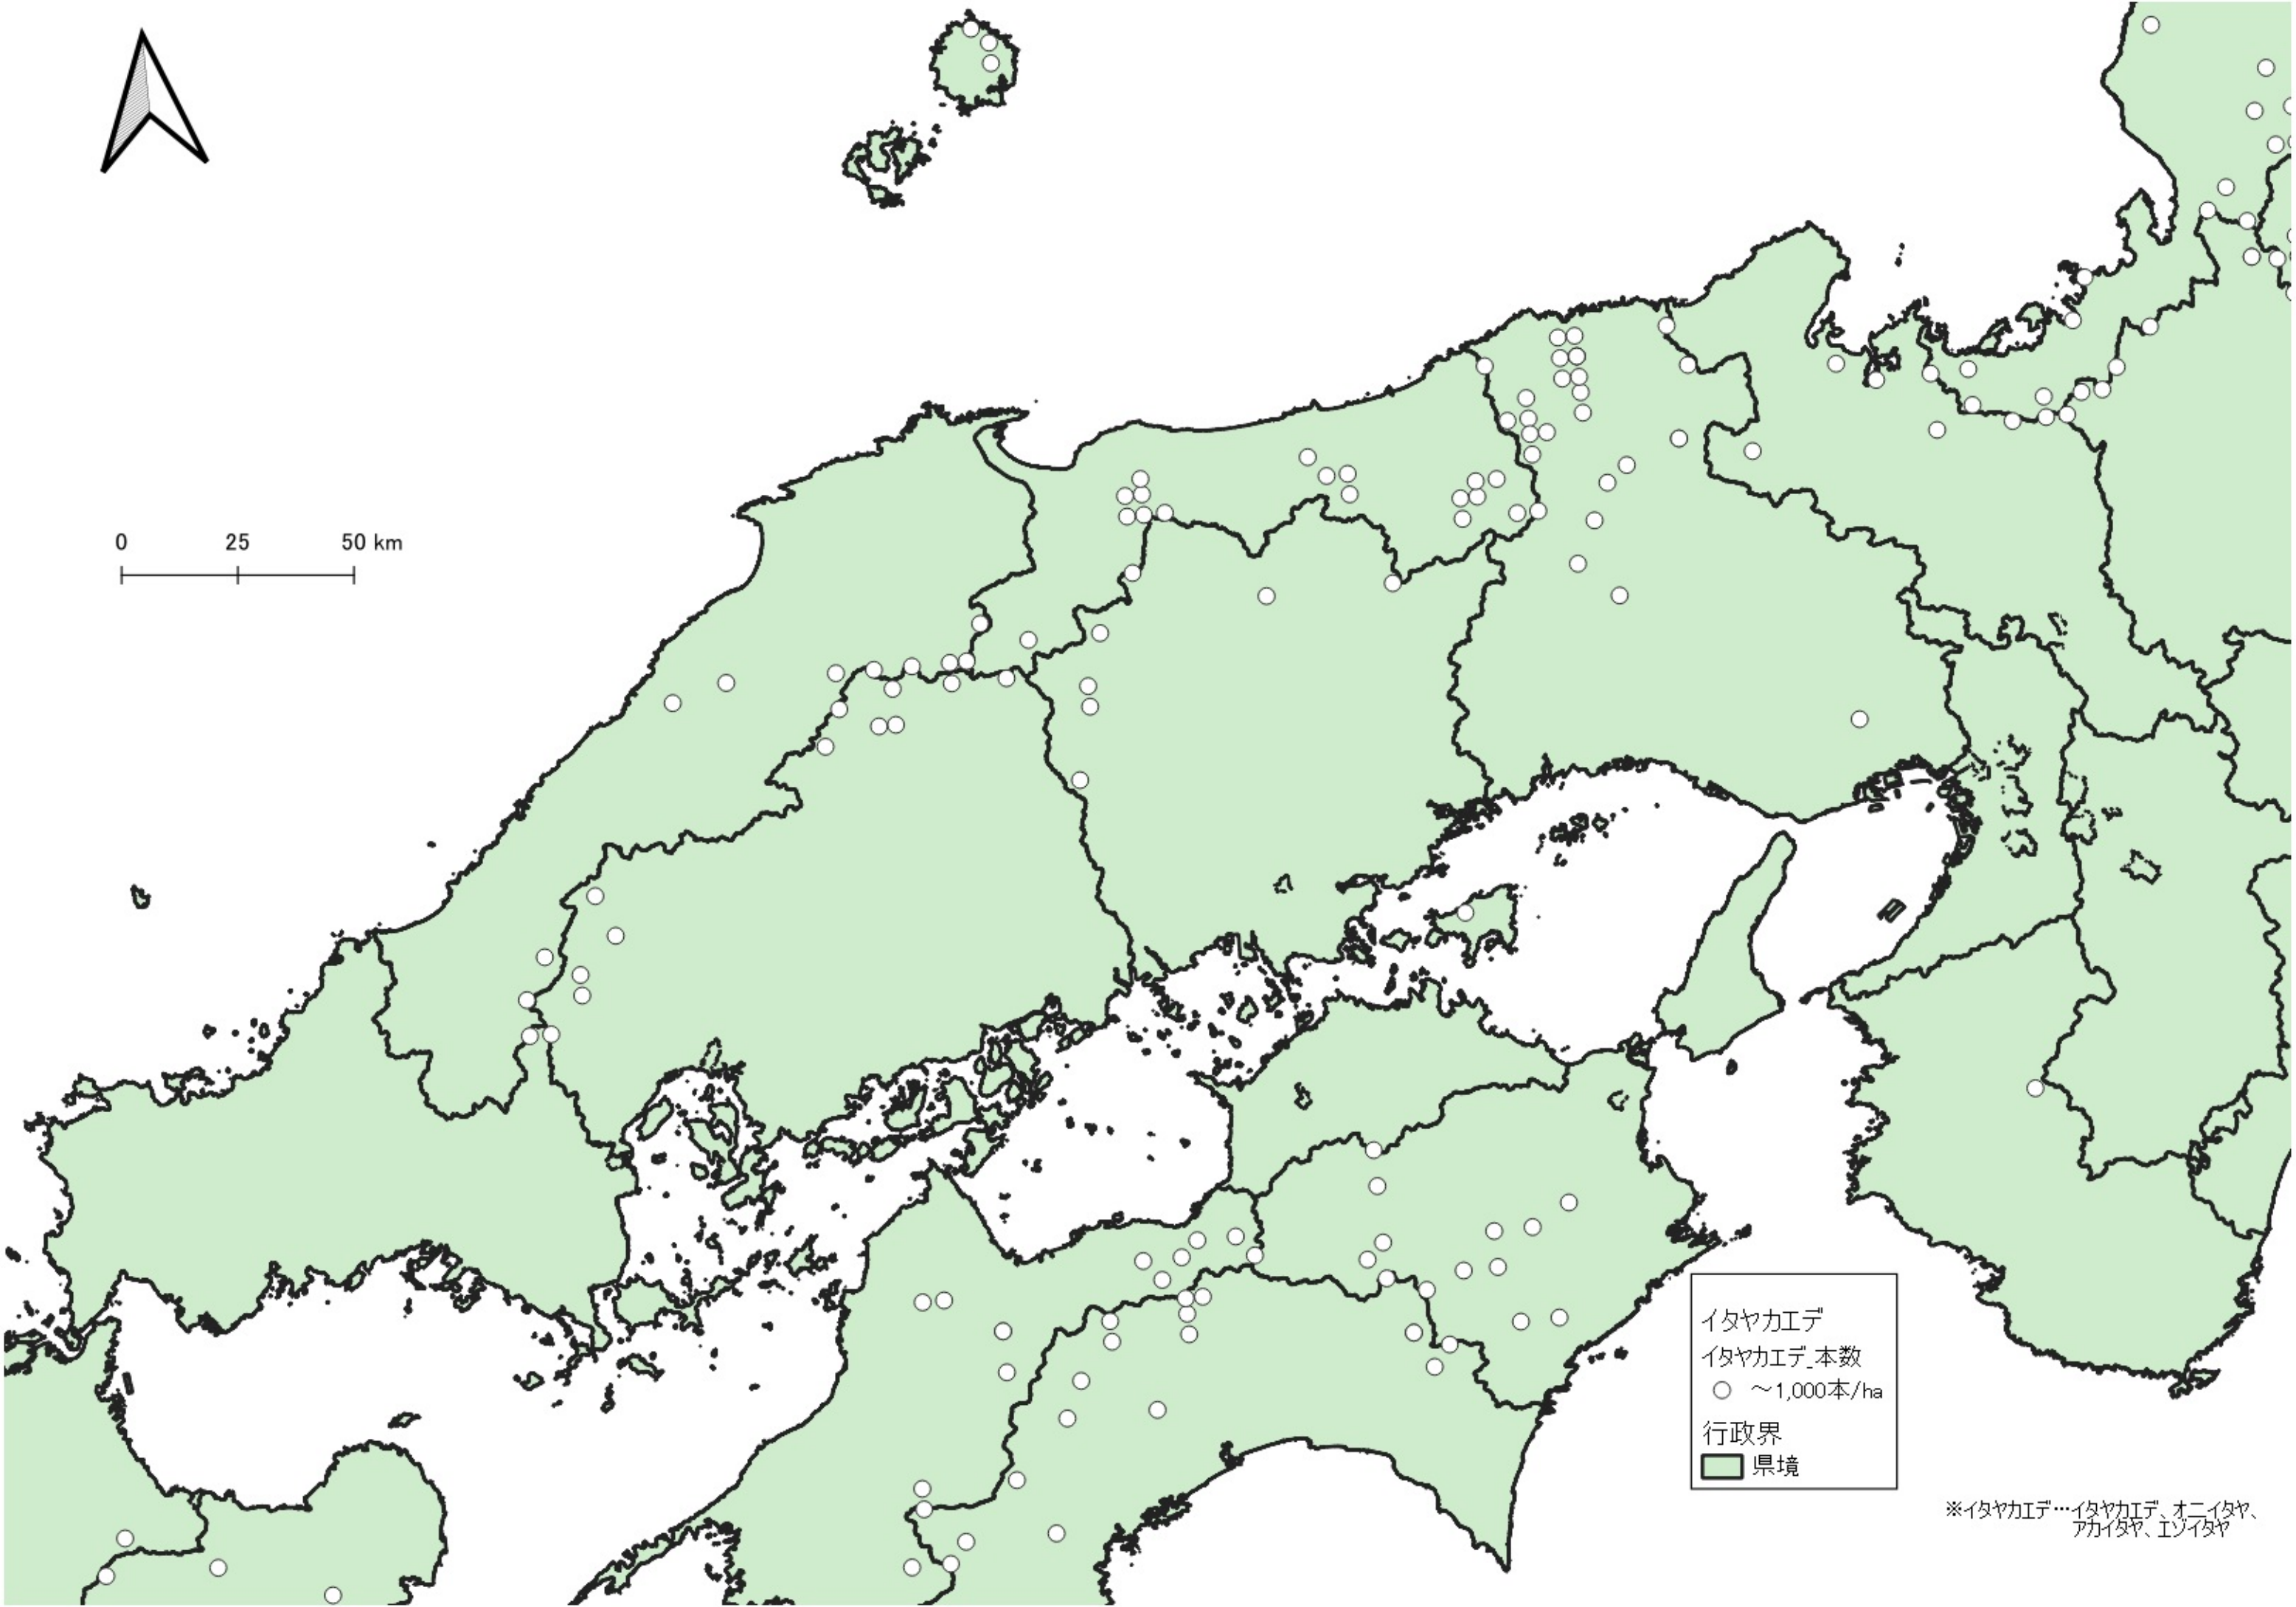 0 25 50 km
イタヤカエデ
イタヤカエデ_本数
～1,000本/ha
行政界
県境
※イタヤカエデ…イタヤカエデ、オニイタヤ、
アカイタヤ、エゾイタヤ